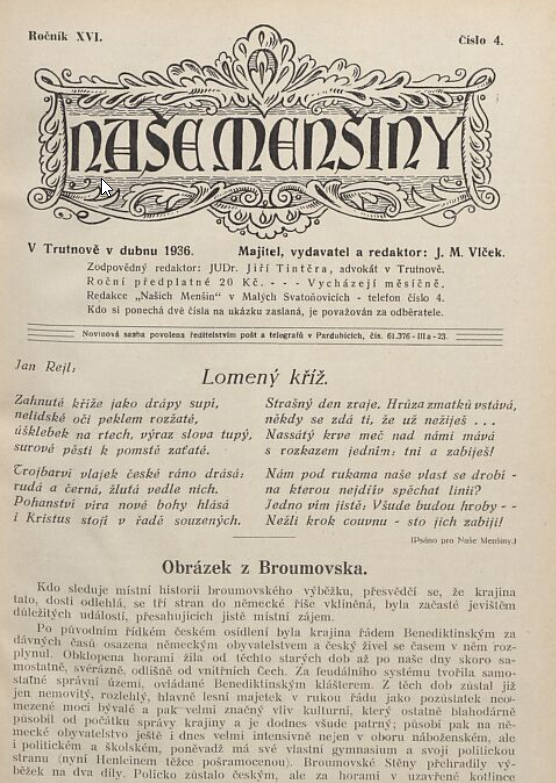 Ročník XVI.
Číslo 4.
NAŠE MENŠINY
V Trutnově v dubnu 1936. Majitel, vydavatel a redaktor: J. M. Vlček.
Zodpovědný redaktor: JUDr. Jiří Tintěra, advokát v Trutnově.
Roční předplatné 20 Kč. - - - Vycházejí měsíčně.
Redakce „Našich Menšin" v Malých Svatoňovicích - telefon číslo 4.
Kdo si ponechá dvě čísla na ukázku zaslaná, je považován za odběratele.
Novinová sazba povolena ředitelstvím pošt a telegrafů v Pardubicích, čís. 61.376-IIIa-23.
Jan Rejl:
Lomený kříž.
Zahnuté kříže jako drápy supí,
nelidské oči peklem rozžaté,
úšklebek na rtech, výraz slova tupý,
surové pěsti k pomstě zaťaté.
Trojbarví vlajek české ráno drásá:
rudá a černá, žlutá vedle nich.
Pohanství víra nové bohy hlásá
i Kristus stojí v řadě souzených.
Strašný den zraje. Hrůza zmatků vstává,
někdy se zdá ti, že už nežiješ . . .
Nassátý krve meč nad námi mává
s rozkazem jedním: tni a zabiješ!
Nám pod rukama naše vlast se drobí -
na kterou nejdřív spěchat linii?
Jedno vím jistě: Všude budou hroby - -
Nežli krok couvnu - sto jich zabiji!
(Psáno pro Naše Menšiny.)
Obrázek z Broumovska.
Kdo sleduje místní historii broumovského výběžku, přesvědčí se, že krajina
tato, dosti odlehlá, se tří stran do německé říše vklíněná, byla začasté jevištěm
důležitých událostí, přesahujících jistě místní zájem.
Po původním řídkém českém osídlení byla krajina řádem Benediktinským za
dávných časů osazena německým obyvatelstvem a český živel se časem v něm roz-
plynul. Obklopena horami žila od těchto starých dob až po naše dny skoro sa-
mostatně, svérázně, odlišně od vnitřních Čech. Za feudálního systému tvořila samo-
statné správní území, ovládané Benediktinským klášterem. Z těch dob zůstal již
jen nemovitý, rozlehlý, hlavně lesní majetek v rukou řádu jako pozůstatek neo-
mezené moci bývalé a pak velmi značný vliv kulturní, který ostatně blahodárně
působil od počátku správy krajiny a je dodnes všude patrný; působí pak na ně-
mecké obyvatelstvo ještě i dnes velmi intensivně nejen v oboru náboženském, ale
i politickém a školském, poněvadž má své vlastní gymnasium a svoji politickou
stranu (nyní Henleinem těžce pošramocenou). Broumovské Stěny přehradily vý-
běžek na dva díly. Policko zůstalo českým, ale za horami v uzavřené kotlince